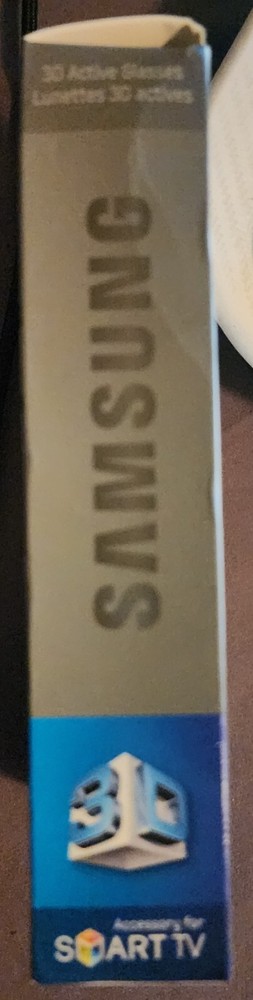 3D Active Glasses
Lunettes 3D actives
SAMSUNG
3D
Accessory for
SMART TV